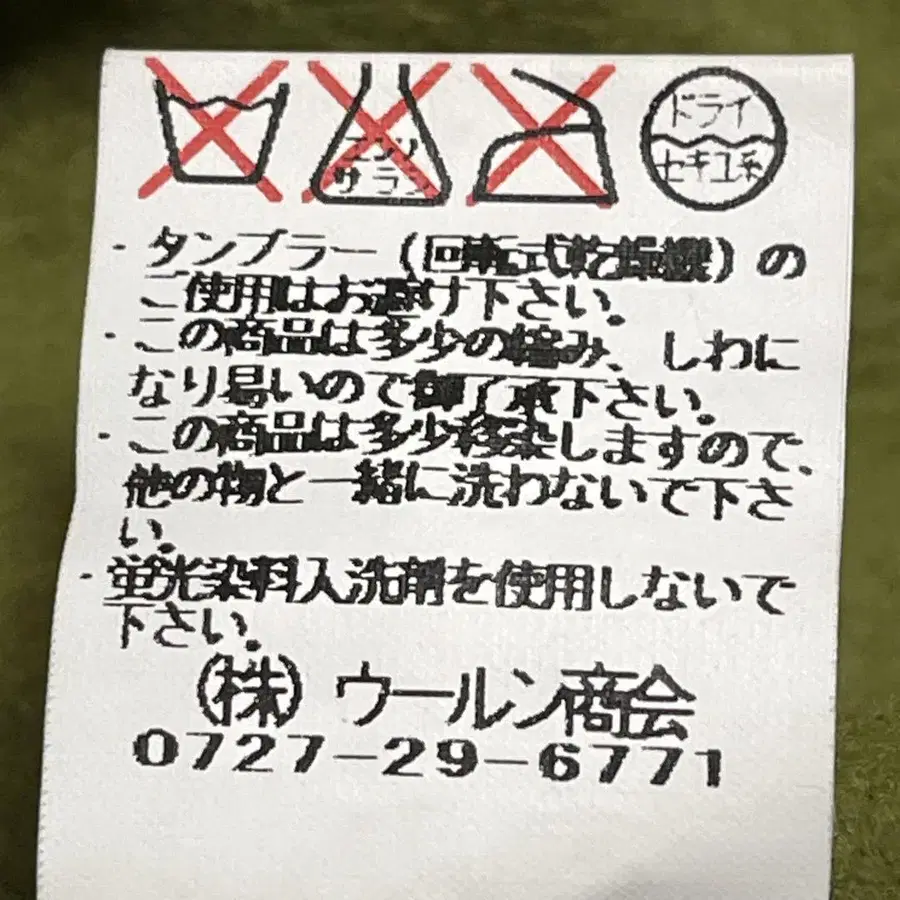 エンソ
サラシ
ドライ
セキユ系
・タンブラー(回転式乾燥機)の
ご使用はお避け下さい。
・この商品は多少の縮み、しわに
なり易いので御了承下さい。
・この商品は多少移染しますので、
他の物と一緒に洗わないで下さ
い。
・蛍光染料入洗剤を使用しないで
下さい。
(株)ウールン商会
0727-29-6771